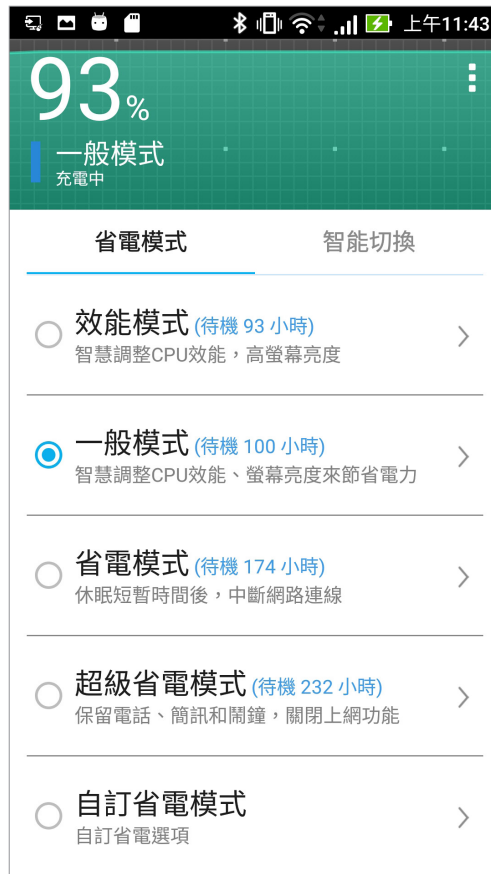 上午11:43
93%
一般模式
充電中
省電模式 智能切換
效能模式 (待機 93 小時)
智慧調整CPU效能，高螢幕亮度
一般模式 (待機 100 小時)
智慧調整CPU效能、螢幕亮度來節省電力
省電模式 (待機 174 小時)
休眠短暫時間後，中斷網路連線
超級省電模式 (待機 232 小時)
保留電話、簡訊和鬧鐘，關閉上網功能
自訂省電模式
自訂省電選項